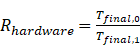 R_hardware = T_final,0 / T_final,1